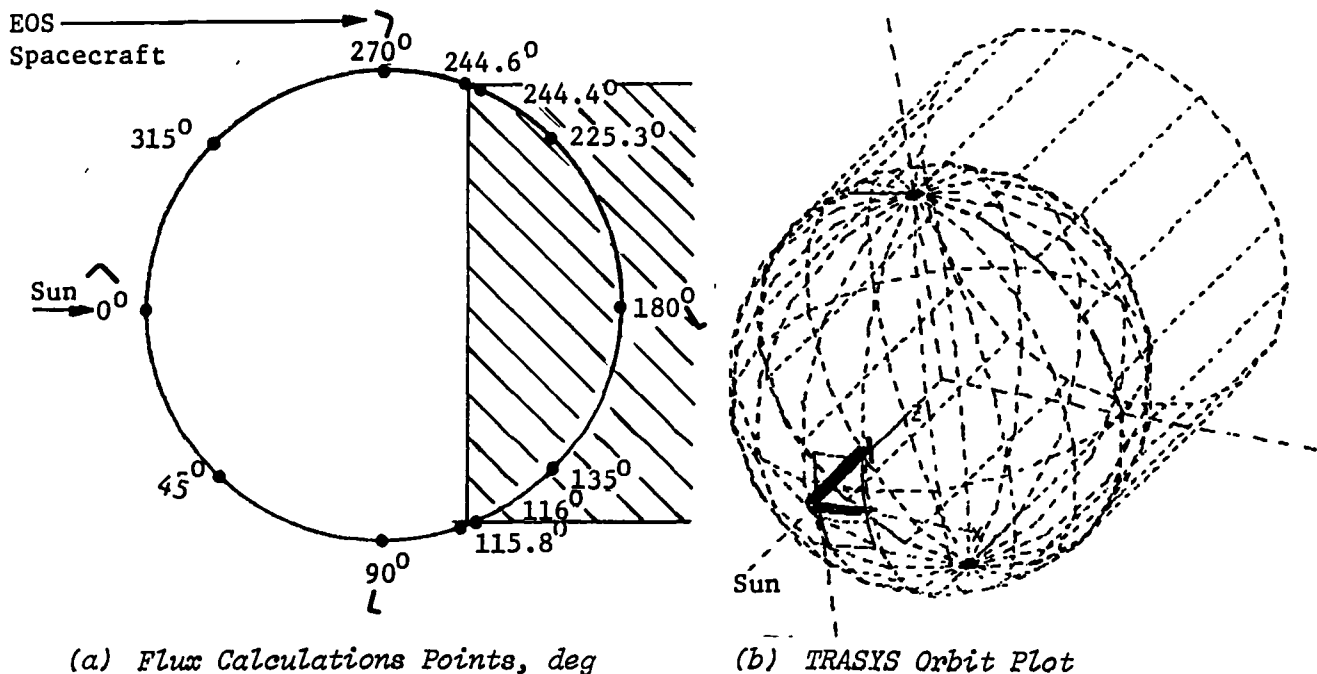 EOS
Spacecraft
270°
244.6°
244.4°
225.3°
315°
Sun
0°
180°
45°
135°
116°
115.8°
90°
Sun
(a) Flux Calculations Points, deg
(b) TRASYS Orbit Plot